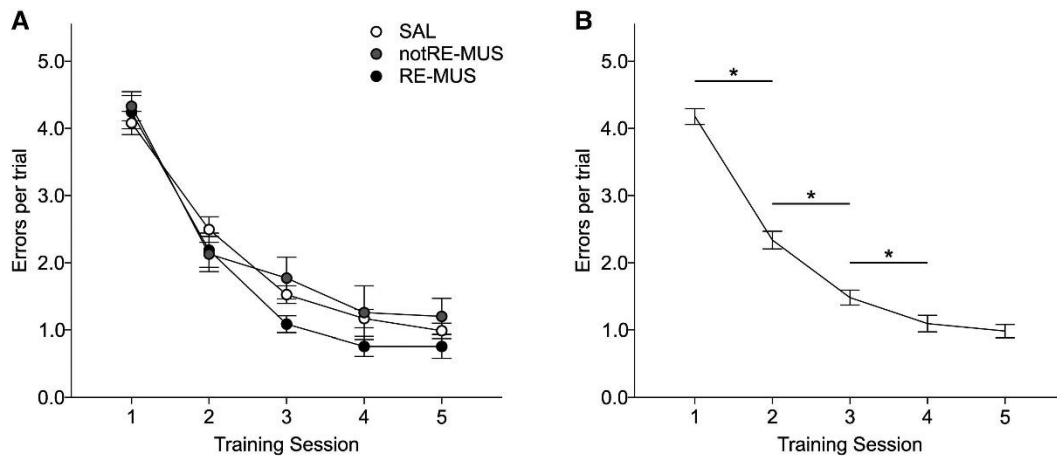 A
SAL
notRE-MUS
RE-MUS
5.0
4.0
3.0
2.0
1.0
0.0
Errors per trial
1 2 3 4 5
Training Session
B
*
*
*
5.0
4.0
3.0
2.0
1.0
0.0
Errors per trial
1 2 3 4 5
Training Session